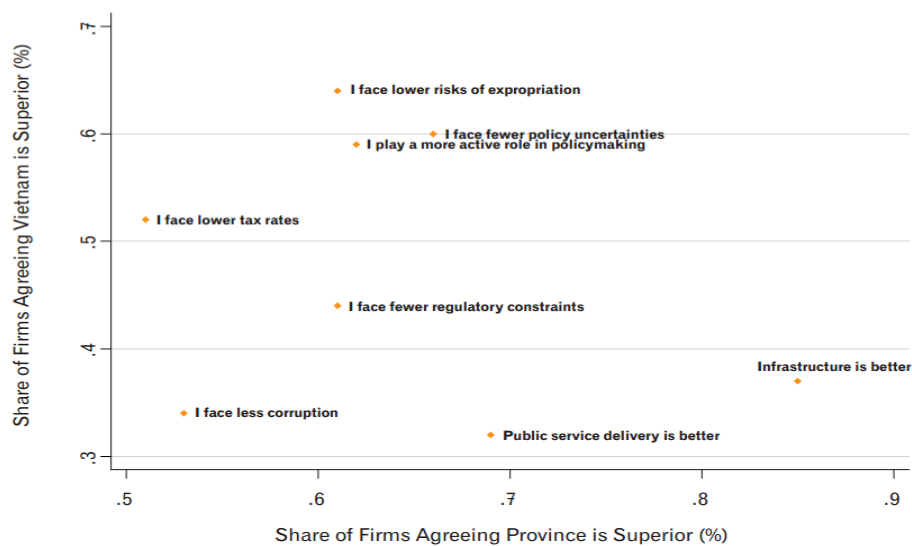 Share of Firms Agreeing Vietnam is Superior (%)
.7
.6
.5
.4
.3
I face lower risks of expropriation
I face fewer policy uncertainties
I play a more active role in policymaking
I face lower tax rates
I face fewer regulatory constraints
Infrastructure is better
I face less corruption
Public service delivery is better
.5 .6 .7 .8 .9
Share of Firms Agreeing Province is Superior (%)